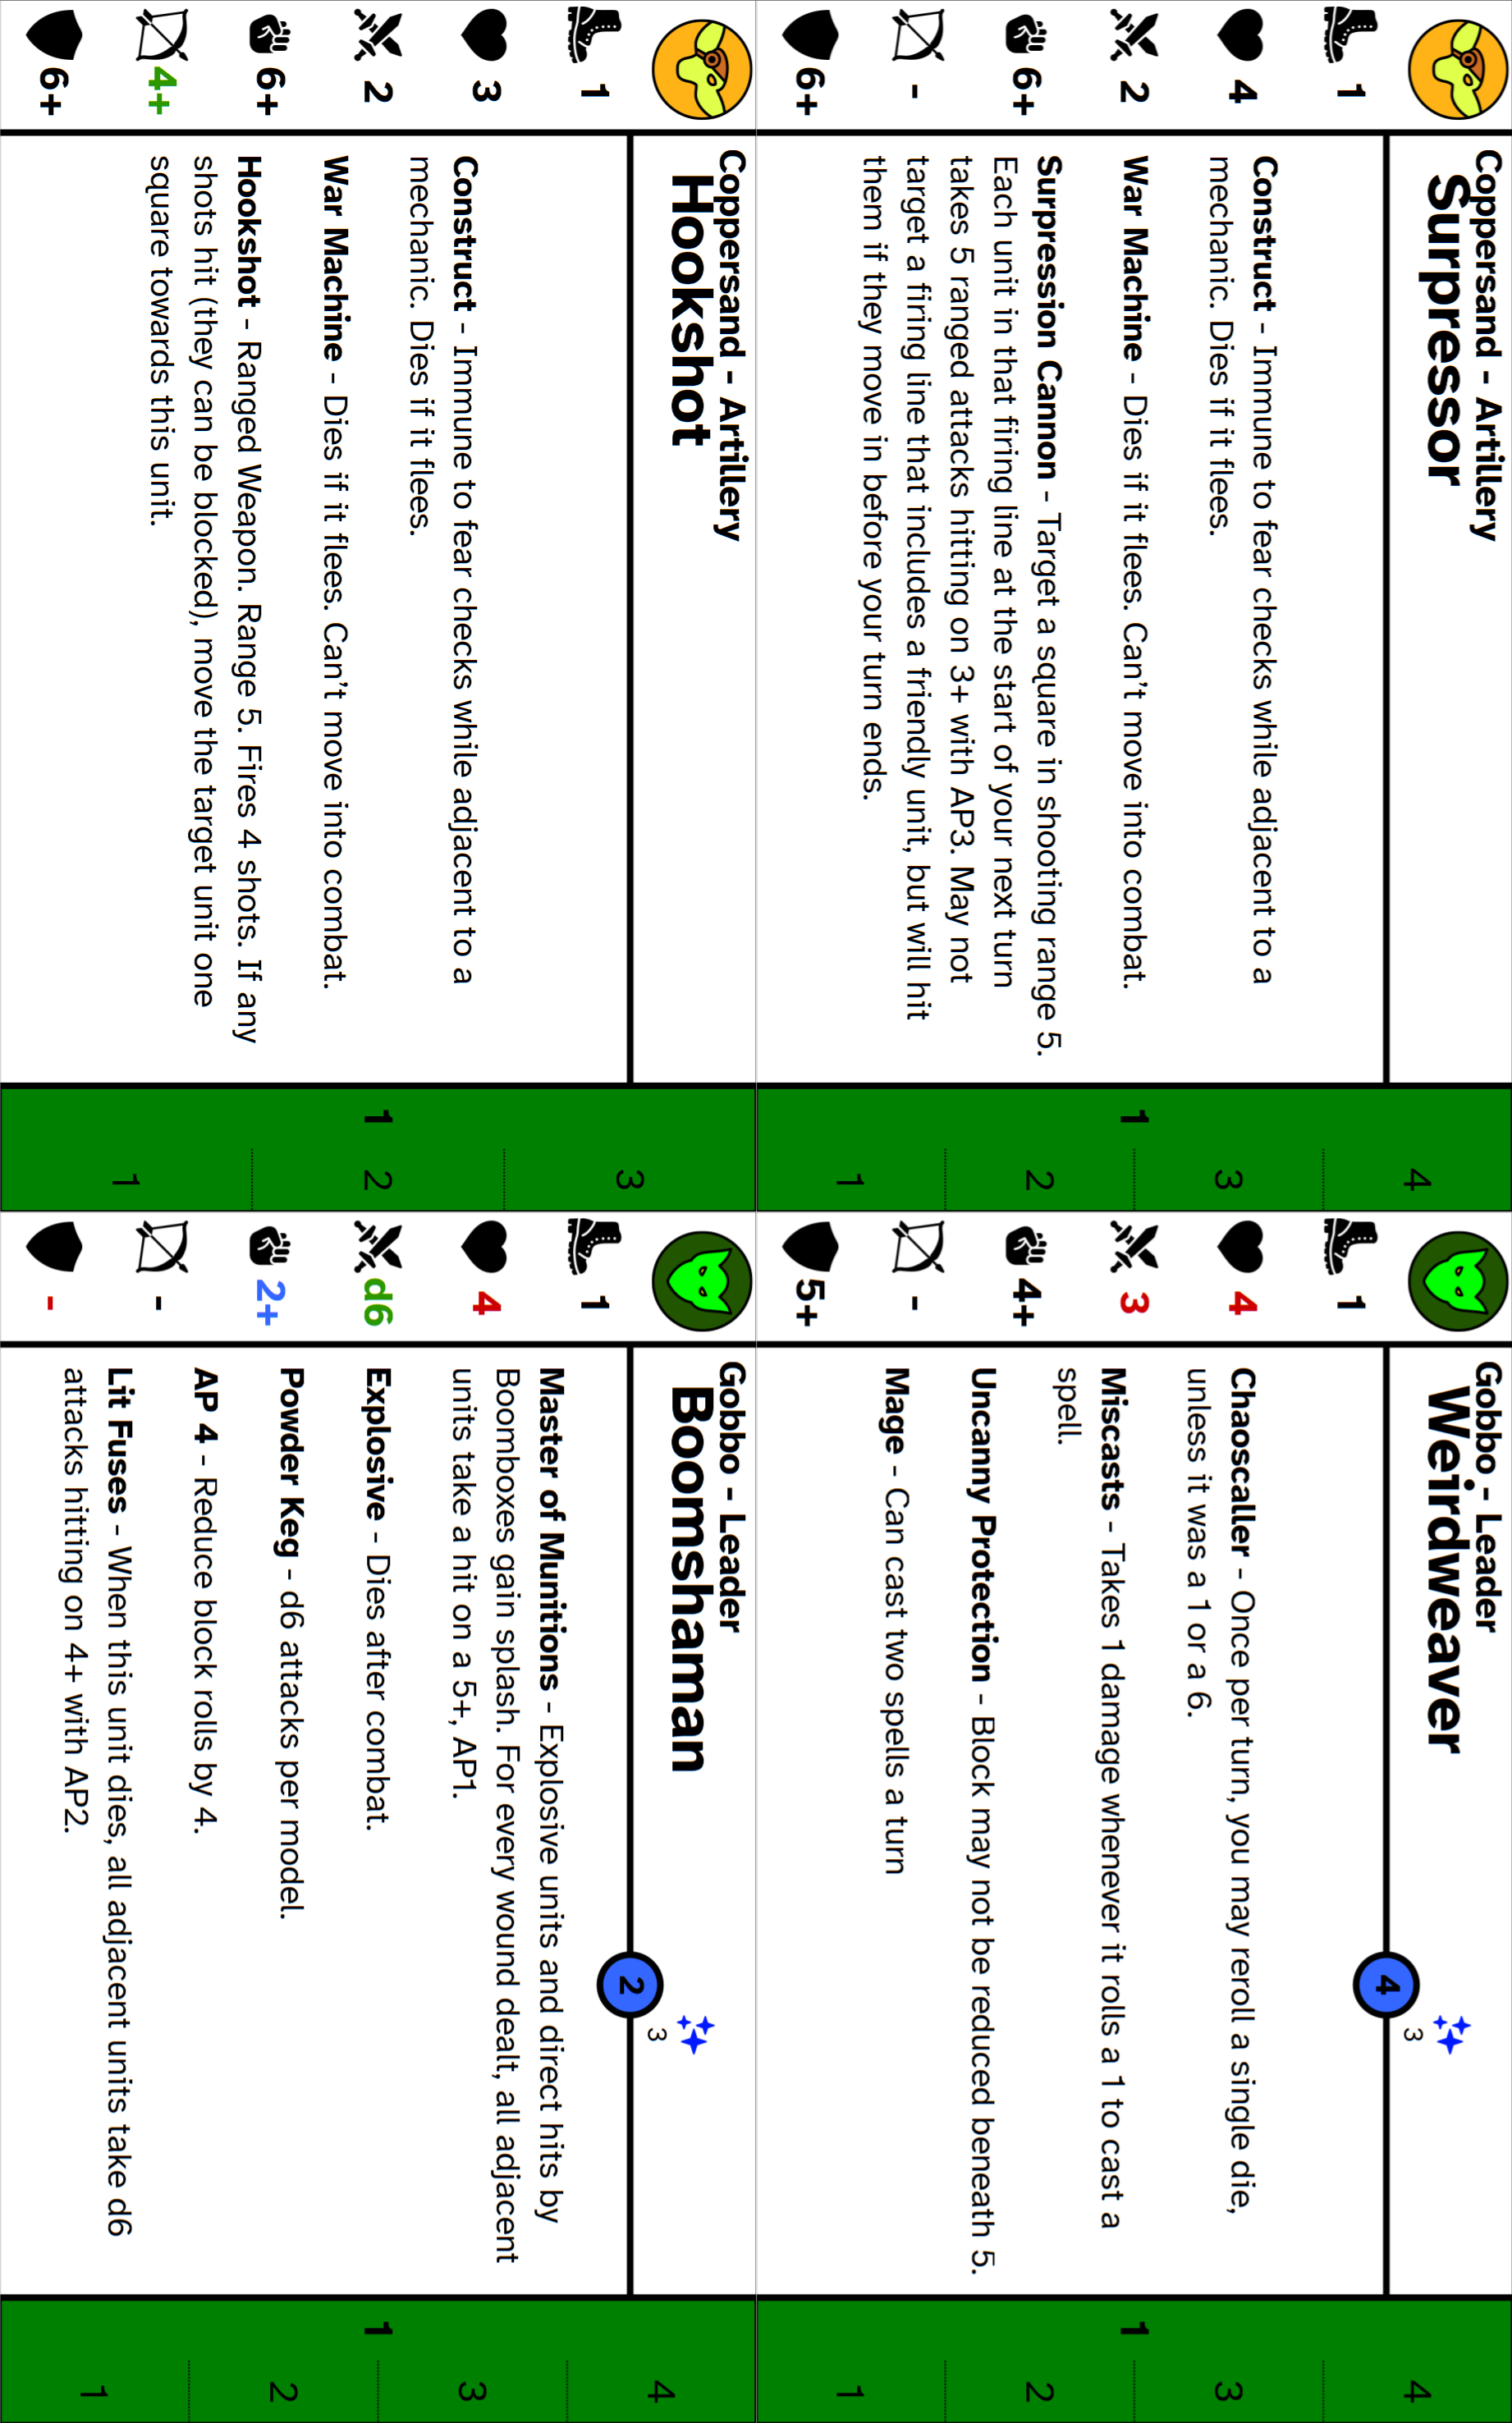 Coppersand - Artillery
Surpressor
1
4
2
6+
-
6+
Construct - Immune to fear checks while adjacent to a
mechanic. Dies if it flees.
War Machine - Dies if it flees. Can't move into combat.
Surpression Cannon - Target a square in shooting range 5.
Each unit in that firing line at the start of your next turn
takes 5 ranged attacks hitting on 3+ with AP3. May not
target a firing line that includes a friendly unit, but will hit
them if they move in before your turn ends.
1
4
3
2
1
Gobbo - Leader
Weirdweaver
4
3
1
4
3
4+
-
5+
Chaoscaller - Once per turn, you may reroll a single die,
unless it was a 1 or a 6.
Miscasts - Takes 1 damage whenever it rolls a 1 to cast a
spell.
Uncanny Protection - Block may not be reduced beneath 5.
Mage - Can cast two spells a turn
1
4
3
2
1
Coppersand - Artillery
Hookshot
1
3
2
6+
4+
6+
Construct - Immune to fear checks while adjacent to a
mechanic. Dies if it flees.
War Machine - Dies if it flees. Can't move into combat.
Hookshot - Ranged Weapon. Range 5. Fires 4 shots. If any
shots hit (they can be blocked), move the target unit one
square towards this unit.
1
3
2
1
Gobbo - Leader
Boomshaman
2
3
1
4
d6
2+
-
-
Master of Munitions - Explosive units and direct hits by
Boomboxes gain splash. For every wound dealt, all adjacent
units take a hit on a 5+, AP1.
Explosive - Dies after combat.
Powder Keg - d6 attacks per model.
AP 4 - Reduce block rolls by 4.
Lit Fuses - When this unit dies, all adjacent units take d6
attacks hitting on 4+ with AP2.
1
4
3
2
1